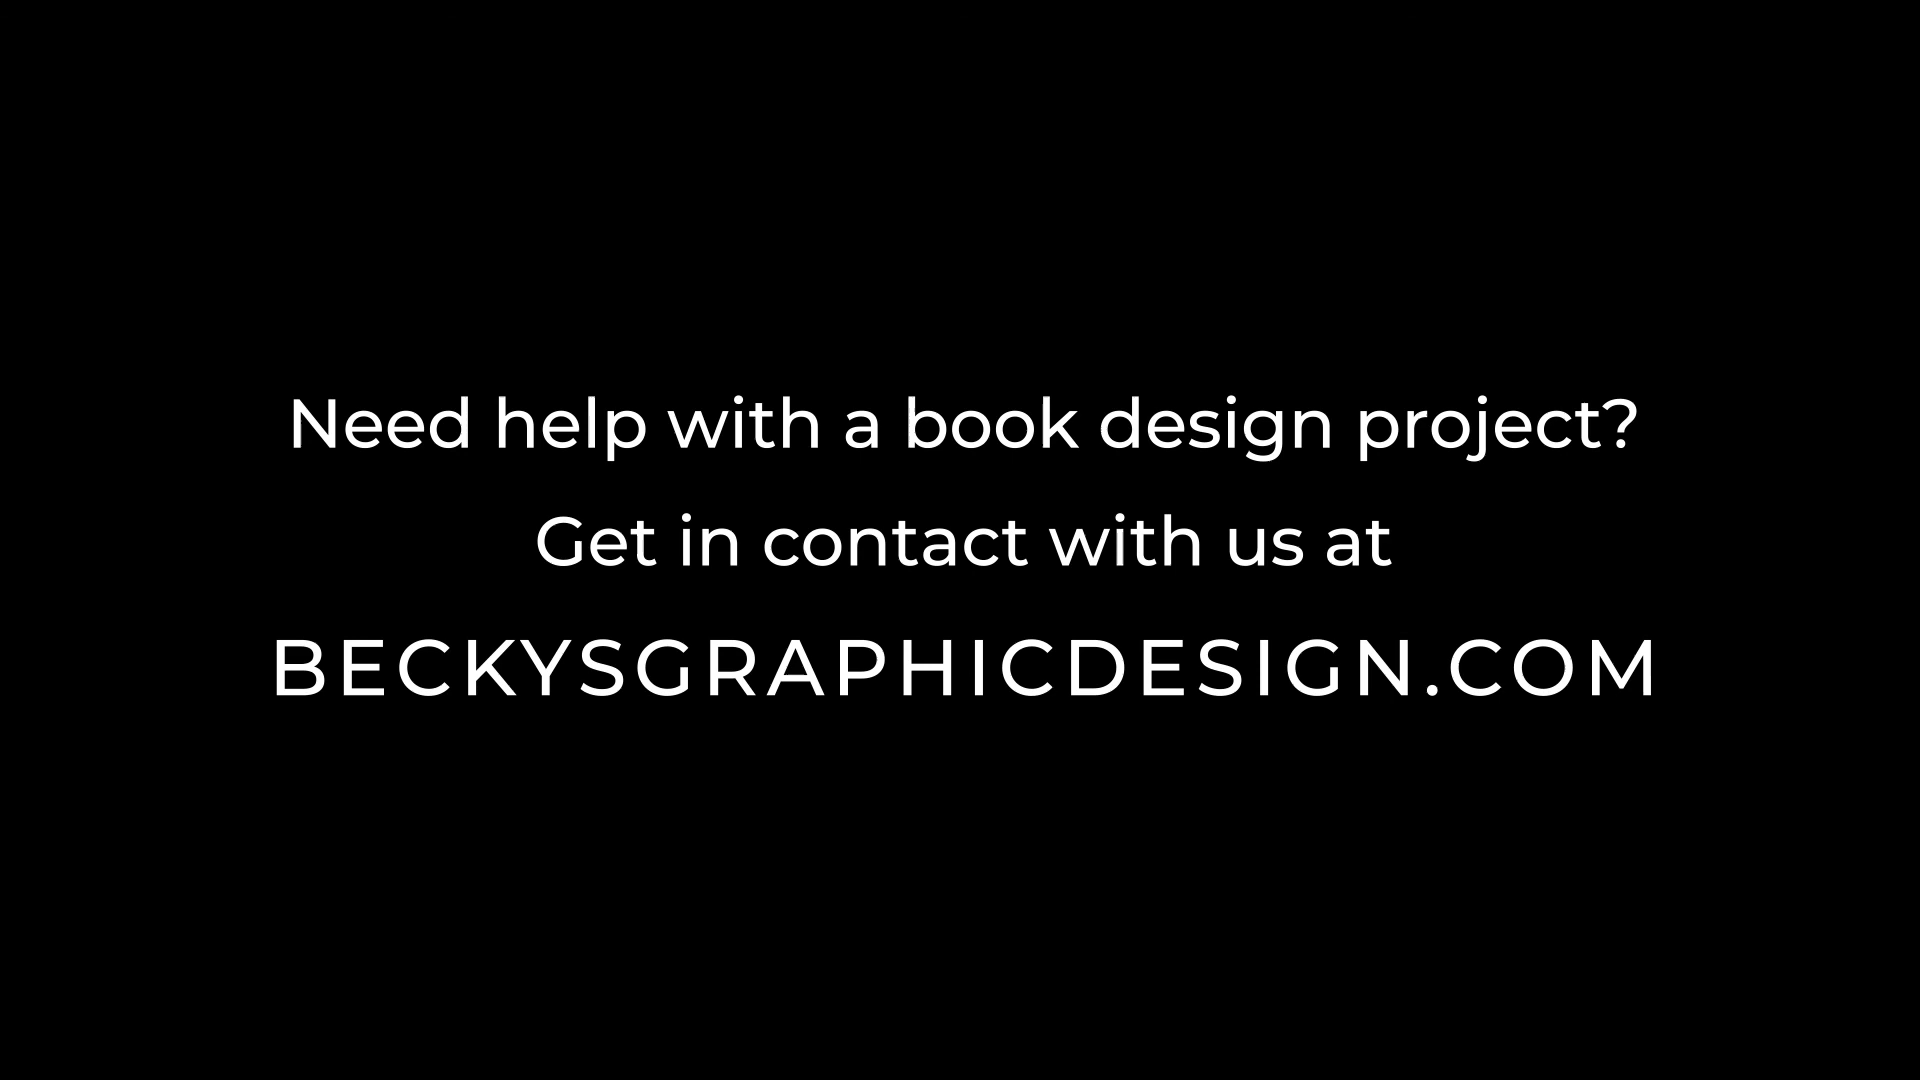 Need help with a book design project?
Get in contact with us at
BECKYSGRAPHICDESIGN.COM